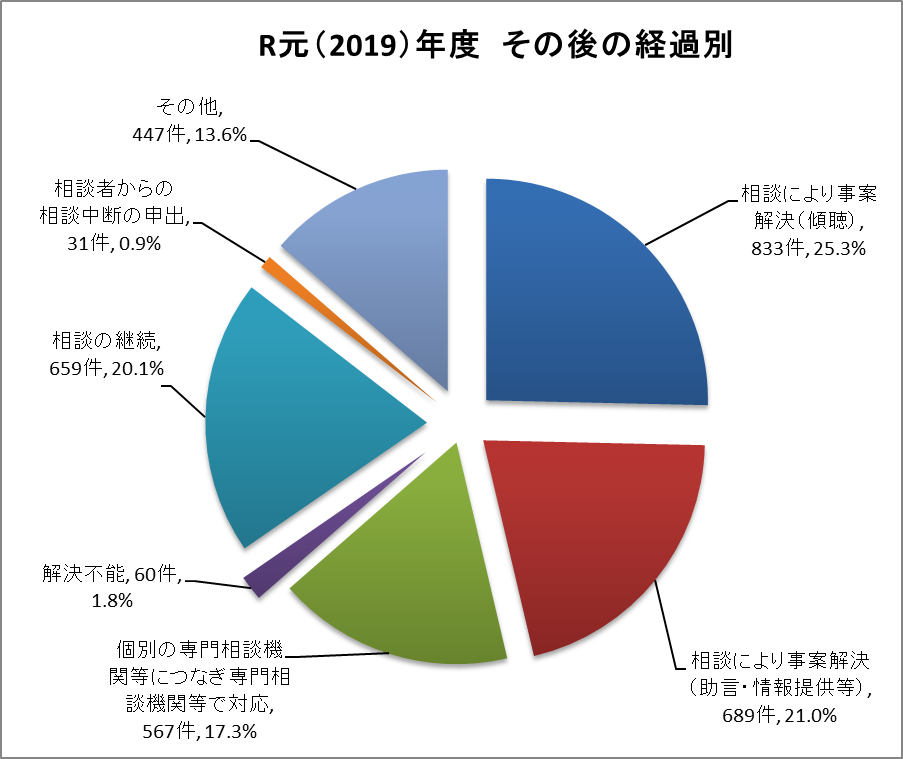 R元（2019）年度　その後の経過別
その他,
447件, 13.6%
相談者からの
相談中断の申出,
31件, 0.9%
相談により事案
解決（傾聴）,
833件, 25.3%
相談の継続,
659件, 20.1%
解決不能, 60件,
1.8%
個別の専門相談機
関等につなぎ専門相
談機関等で対応,
567件, 17.3%
相談により事案解決
（助言・情報提供等）,
689件, 21.0%